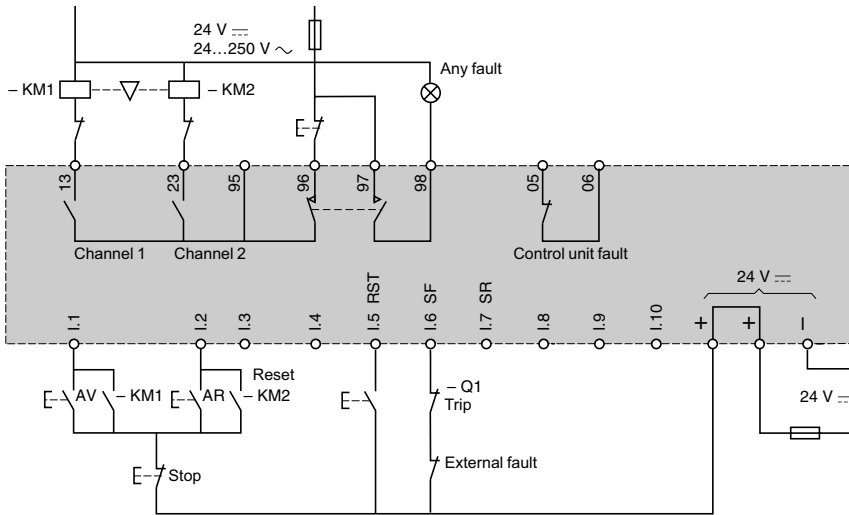 24 V ⎓
24…250 V ∼
Any fault
– KM1
– KM2
13
23
95
96
97
98
05
06
Channel 1
Channel 2
Control unit fault
24 V ⎓
I.1
I.2
I.3
I.4
I.5 RST
I.6 SF
I.7 SR
I.8
I.9
I.10
+
+
–
Reset
AV
– KM1
AR
– KM2
– Q1
Trip
24 V ⎓
Stop
External fault